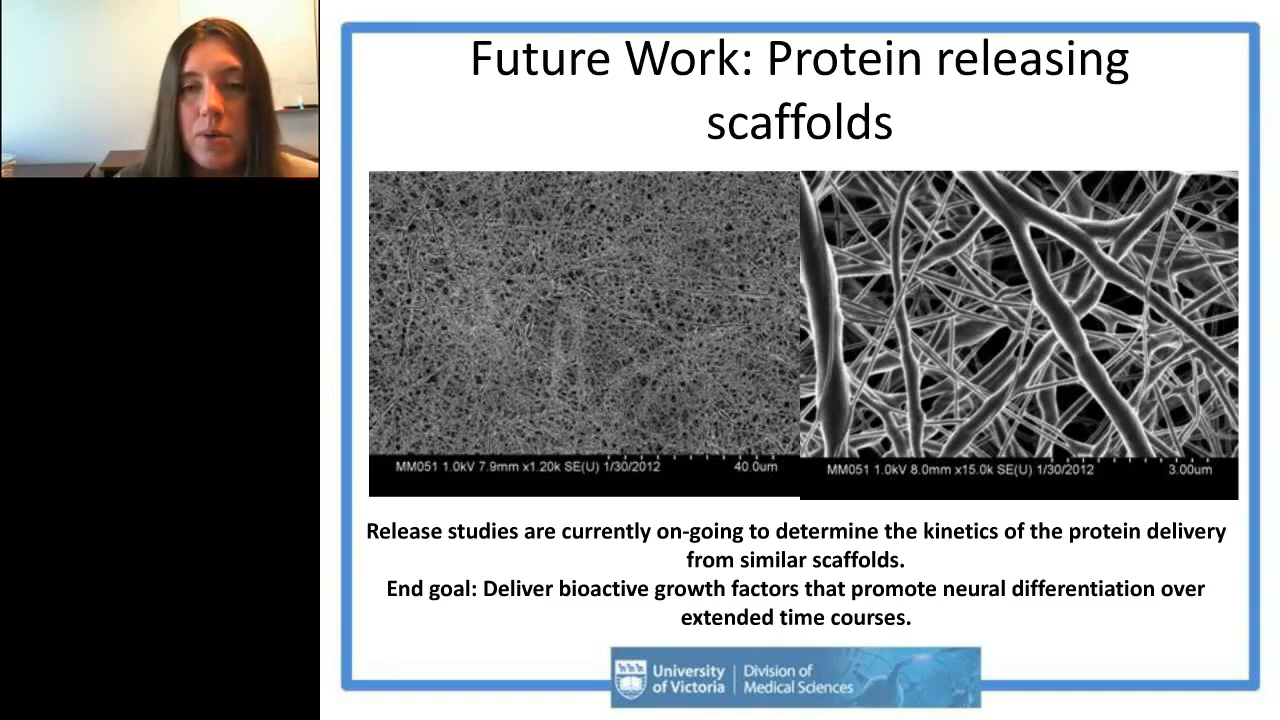 Future Work: Protein releasing
scaffolds
MM051 1.0kV 7.9mm x1.20k SE(U) 1/30/2012 40.0um
MM051 1.0kV 8.0mm x15.0k SE(U) 1/30/2012 3.00um
Release studies are currently on-going to determine the kinetics of the protein delivery
from similar scaffolds.
End goal: Deliver bioactive growth factors that promote neural differentiation over
extended time courses.
University
of Victoria
Division of
Medical Sciences